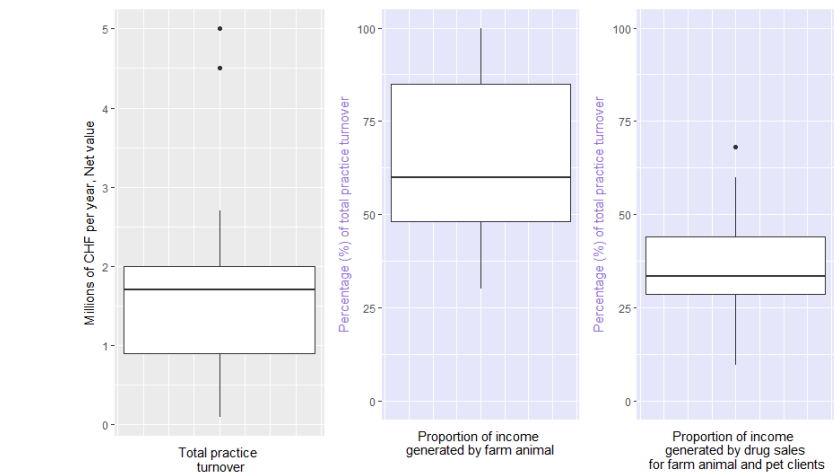 Millions of CHF per year, Net value
5
4
3
2
1
0
Total practice
turnover
Percentage (%) of total practice turnover
100
75
50
25
0
Proportion of income
generated by farm animal
Percentage (%) of total practice turnover
100
75
50
25
0
Proportion of income
generated by drug sales
for farm animal and pet clients